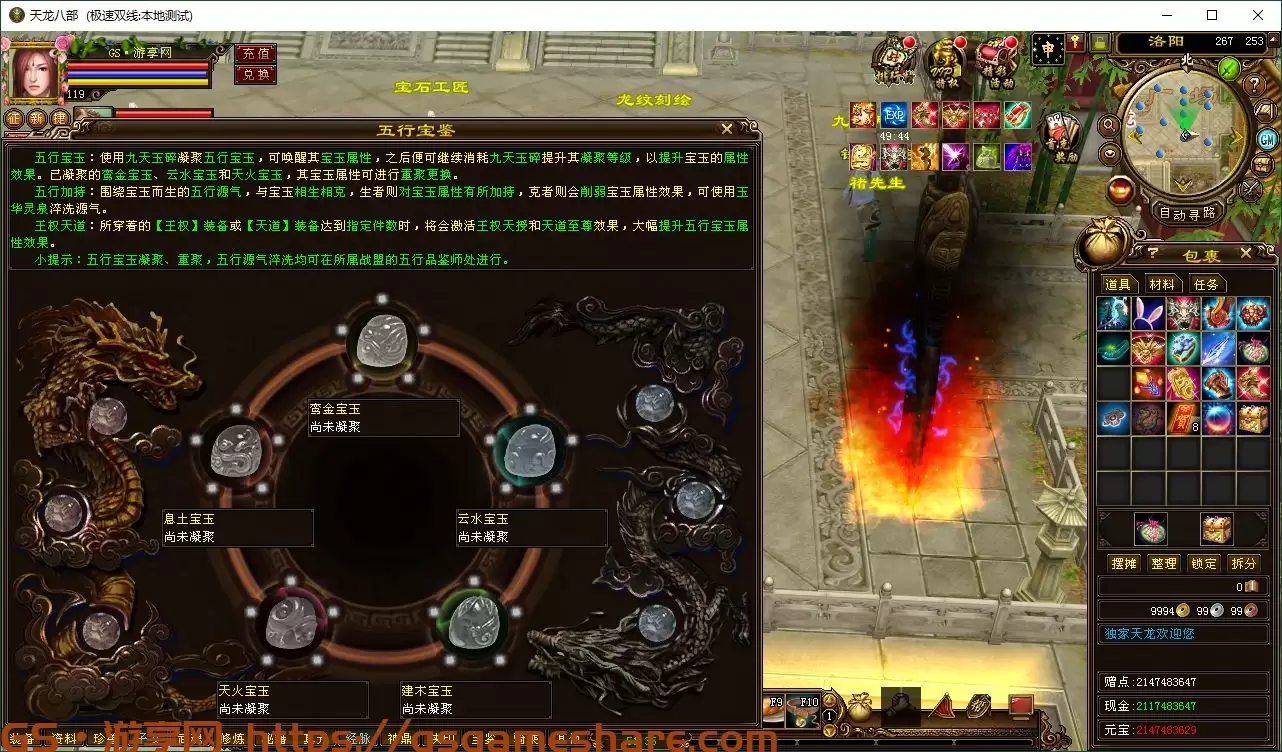 天龙八部 (极速双线:本地测试)
GS·游享网
充值
兑换
119
征
新
建
宝石工匠
龙纹刻绘
褚先生
49:44
EXP
申
洛阳
267 253
北
GM
自动寻路
五行宝鉴
五行宝玉：使用九天玉碎凝聚五行宝玉，可唤醒其宝玉属性，之后便可继续消耗九天玉碎提升其凝聚等级，以提升宝玉的属性
效果。已凝聚的鸾金宝玉、云水宝玉和天火宝玉，其宝玉属性可进行重聚更换。
五行加持：围绕宝玉而生的五行源气，与宝玉相生相克，生者则对宝玉属性有所加持，克者则会削弱宝玉属性效果，可使用玉
华灵泉淬洗源气。
王权天道：所穿着的【王权】装备或【天道】装备达到指定件数时，将会激活王权天授和天道至尊效果，大幅提升五行宝玉属
性效果。
小提示：五行宝玉凝聚、重聚，五行源气淬洗均可在所属战盟的五行品鉴师处进行。
鸾金宝玉
尚未凝聚
息土宝玉
尚未凝聚
云水宝玉
尚未凝聚
天火宝玉
尚未凝聚
建木宝玉
尚未凝聚
? 包裹
道具
材料
任务
8
摆摊
整理
锁定
拆分
0
9994 99 99
独家天龙欢迎您
赠点:2147483647
现金:2117483647
元宝:2147483629
F9
F10
1
GS·游享网:https://gsgameshare.com